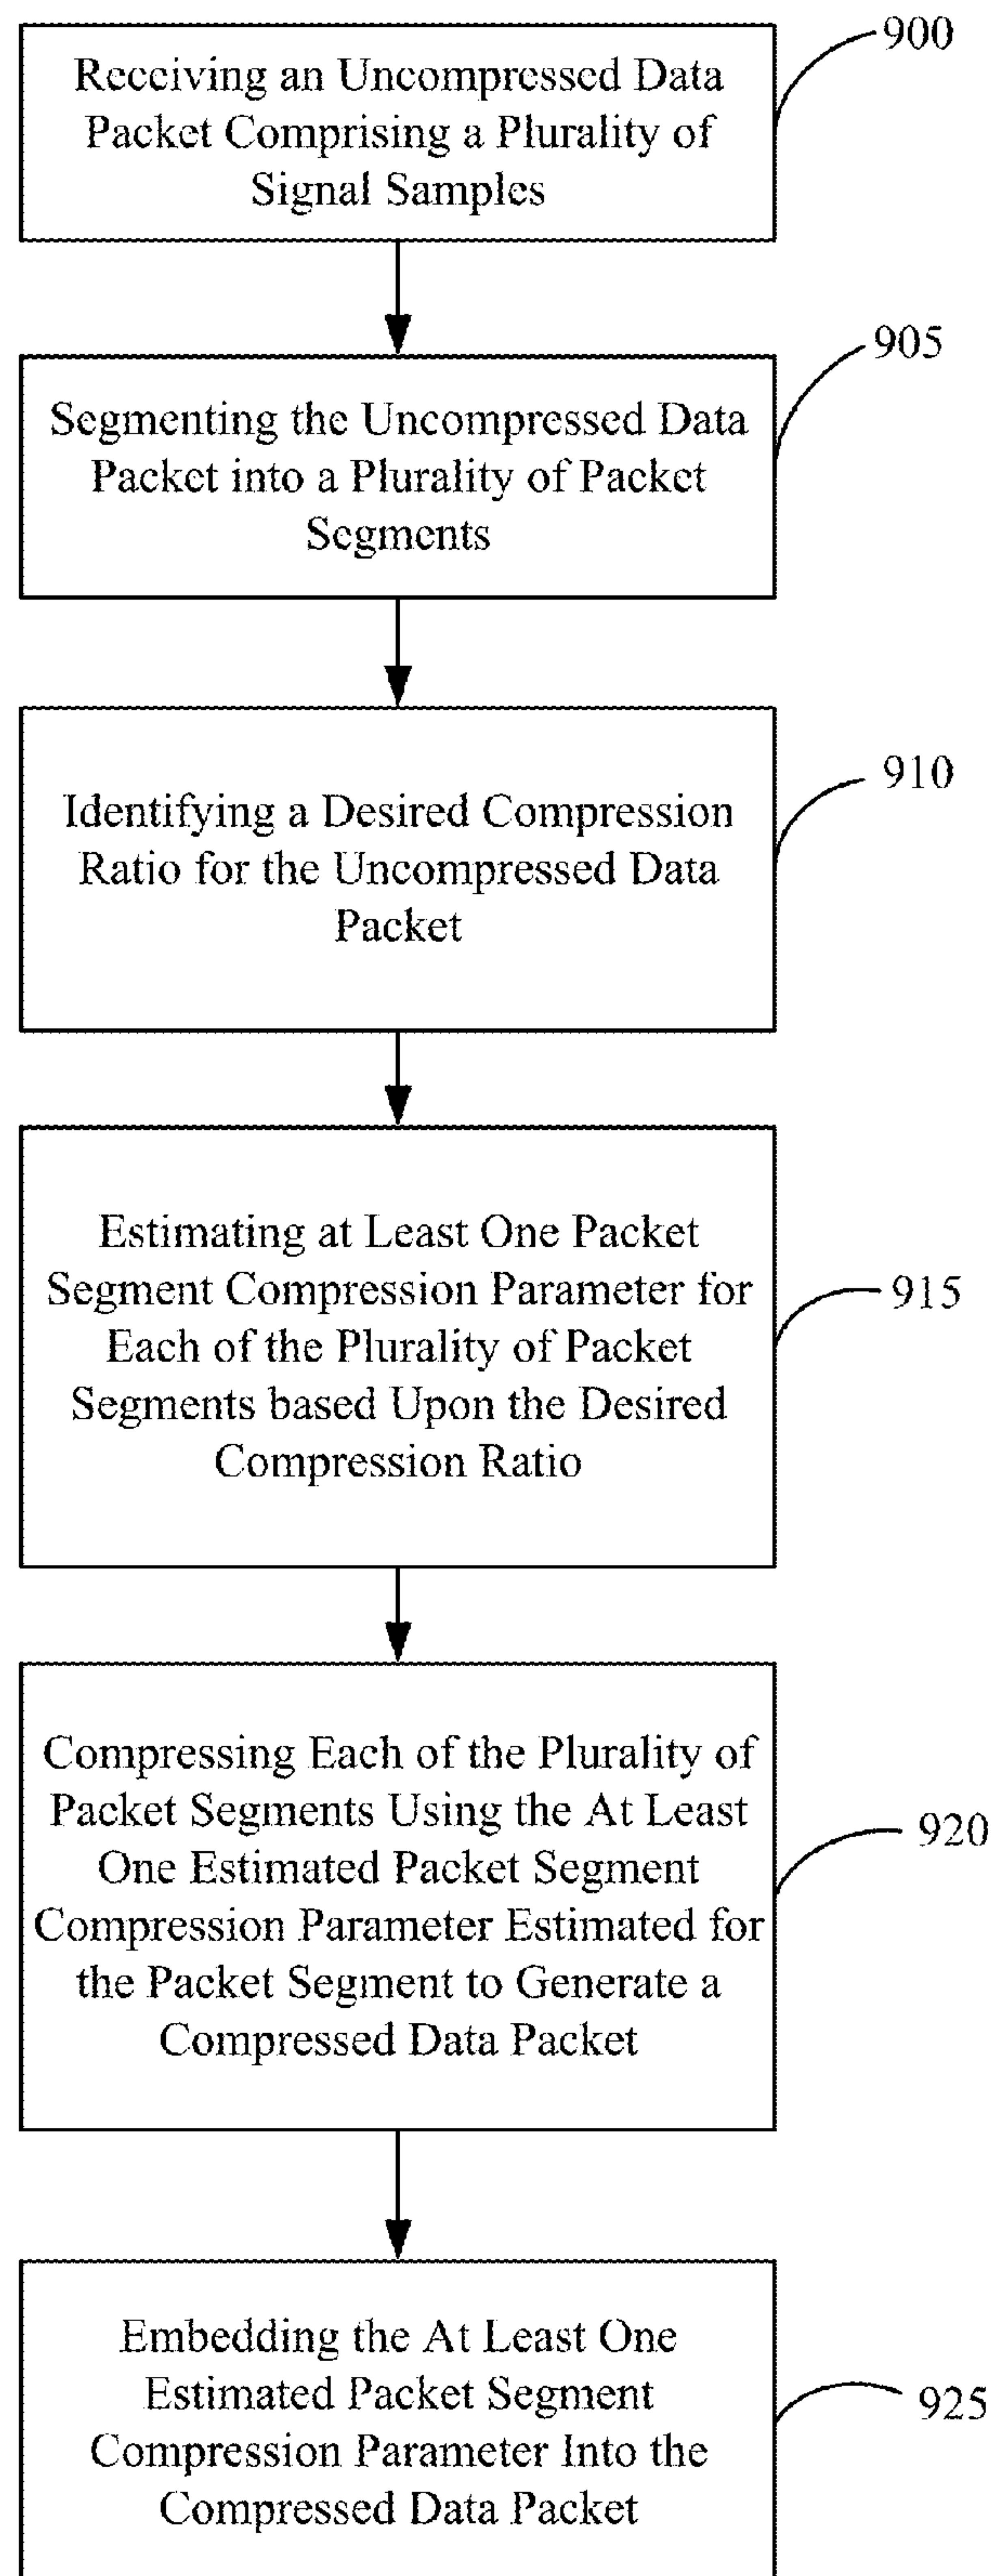 900
Receiving an Uncompressed Data
Packet Comprising a Plurality of
Signal Samples
905
Segmenting the Uncompressed Data
Packet into a Plurality of Packet
Segments
910
Identifying a Desired Compression
Ratio for the Uncompressed Data
Packet
Estimating at Least One Packet
Segment Compression Parameter for
915
Each of the Plurality of Packet
Segments based Upon the Desired
Compression Ratio
Compressing Each of the Plurality of
Packet Segments Using the At Least
920
One Estimated Packet Segment
Compression Parameter Estimated for
the Packet Segment to Generate a
Compressed Data Packet
Embedding the At Least One
Estimated Packet Segment
925
Compression Parameter Into the
Compressed Data Packet